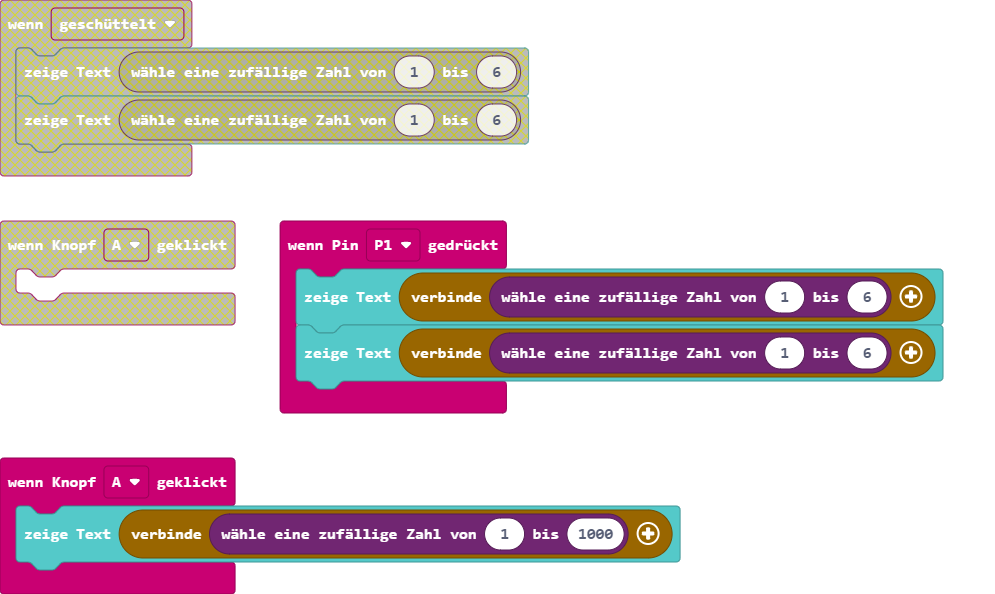 wenn geschüttelt
zeige Text wähle eine zufällige Zahl von 1 bis 6
zeige Text wähle eine zufällige Zahl von 1 bis 6
wenn Knopf A geklickt
wenn Pin P1 gedrückt
zeige Text verbinde wähle eine zufällige Zahl von 1 bis 6
zeige Text verbinde wähle eine zufällige Zahl von 1 bis 6
wenn Knopf A geklickt
zeige Text verbinde wähle eine zufällige Zahl von 1 bis 1000